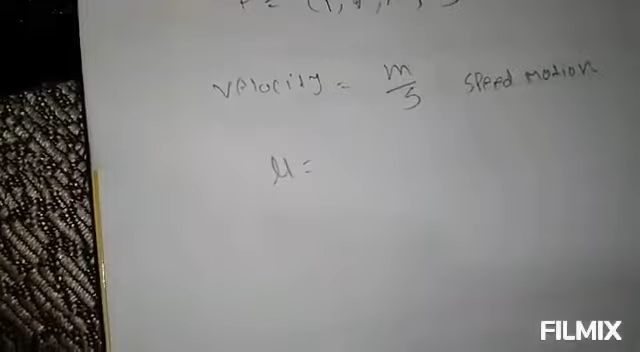 velocity = m/s speed motion
μ =
FILMIX